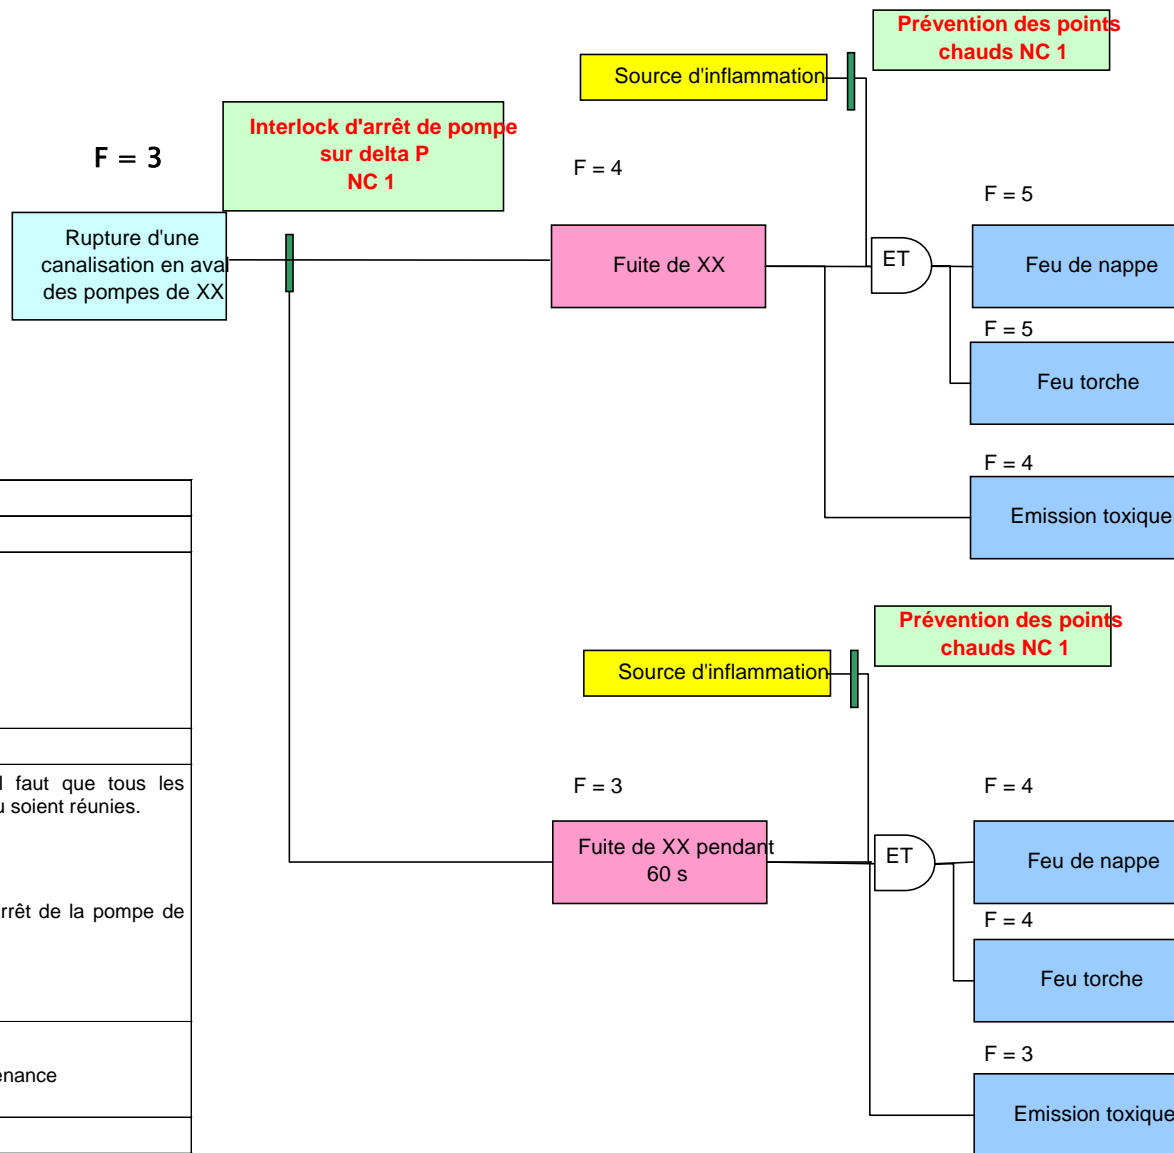 Prévention des points
chauds NC 1
Source d'inflammation
Interlock d'arrêt de pompe
sur delta P
NC 1
F = 3
F = 4
F = 5
Rupture d'une
canalisation en aval
des pompes de XX
Fuite de XX
ET
Feu de nappe
F = 5
Feu torche
F = 4
Emission toxique
Prévention des points
chauds NC 1
Source d'inflammation
l faut que tous les
u soient réunies.
F = 3
F = 4
Fuite de XX pendant
60 s
ET
Feu de nappe
rrêt de la pompe de
F = 4
Feu torche
F = 3
enance
Emission toxique